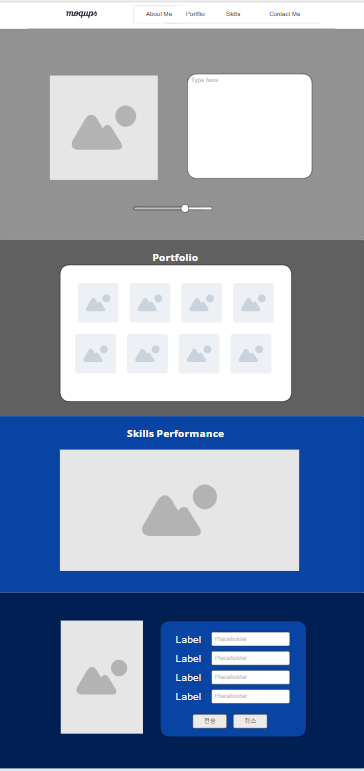 moqups
About Me Portflio Skills Contact Me
Type here
Portfolio
Skills Performance
Label Placeholder
Label Placeholder
Label Placeholder
Label Placeholder
전송 취소